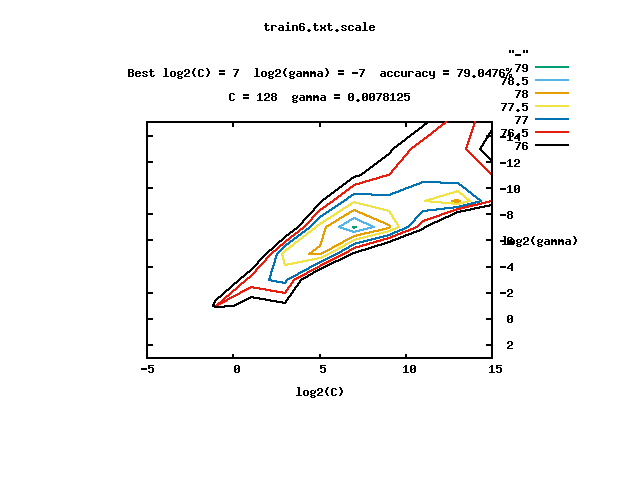 train6.txt.scale
"-"
Best log2(C) = 7  log2(gamma) = -7  accuracy = 79.0476%
C = 128  gamma = 0.0078125
79
78.5
78
77.5
77
76.5
76
-14
-12
-10
-8
-6
log2(gamma)
-4
-2
0
2
-5 0 5 10 15
log2(C)